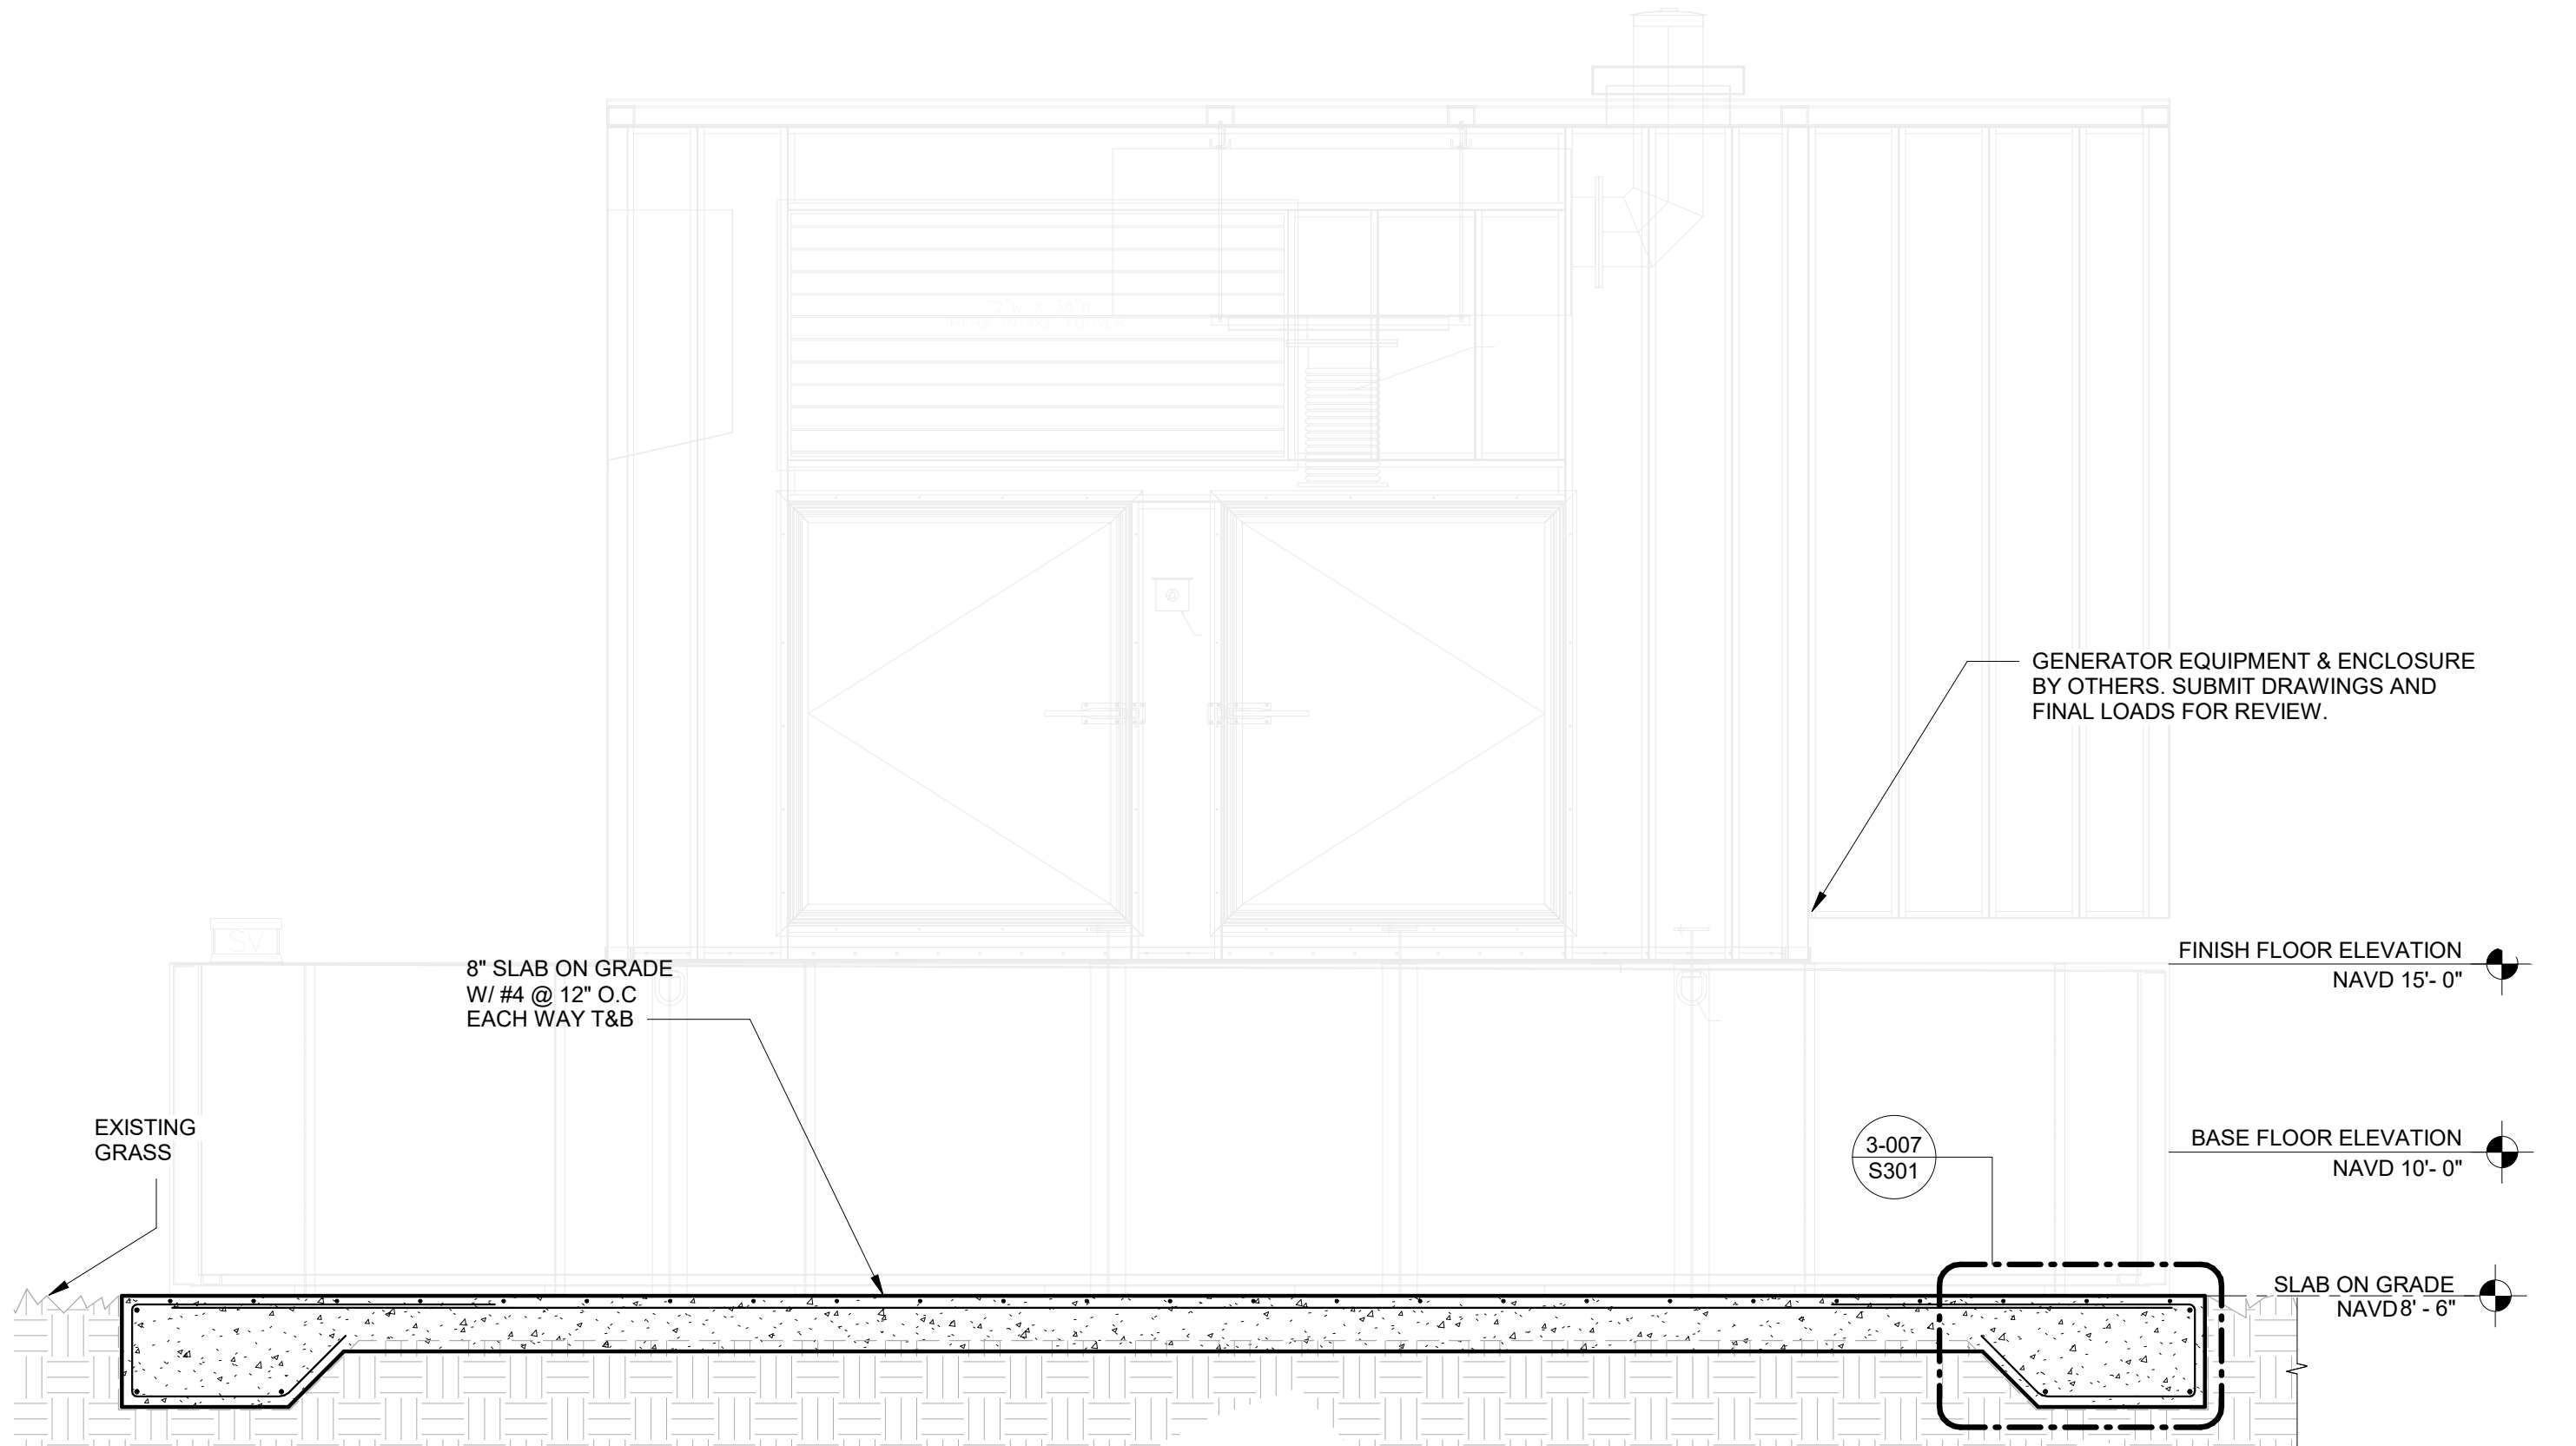 GENERATOR EQUIPMENT & ENCLOSURE
BY OTHERS. SUBMIT DRAWINGS AND
FINAL LOADS FOR REVIEW.
SV
FINISH FLOOR ELEVATION
NAVD 15'- 0"
8" SLAB ON GRADE
W/ #4 @ 12" O.C
EACH WAY T&B
EXISTING
GRASS
3-007
S301
BASE FLOOR ELEVATION
NAVD 10'- 0"
SLAB ON GRADE
NAVD 8' - 6"